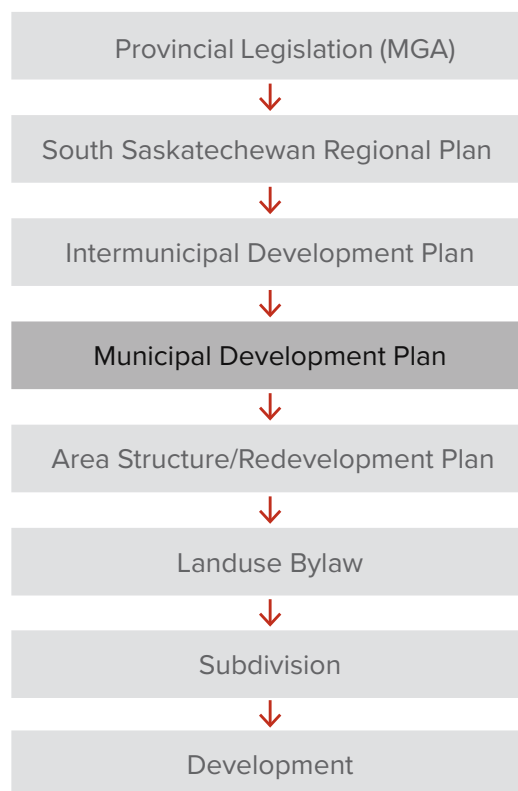 Provincial Legislation (MGA)
South Saskatechewan Regional Plan
Intermunicipal Development Plan
Municipal Development Plan
Area Structure/Redevelopment Plan
Landuse Bylaw
Subdivision
Development